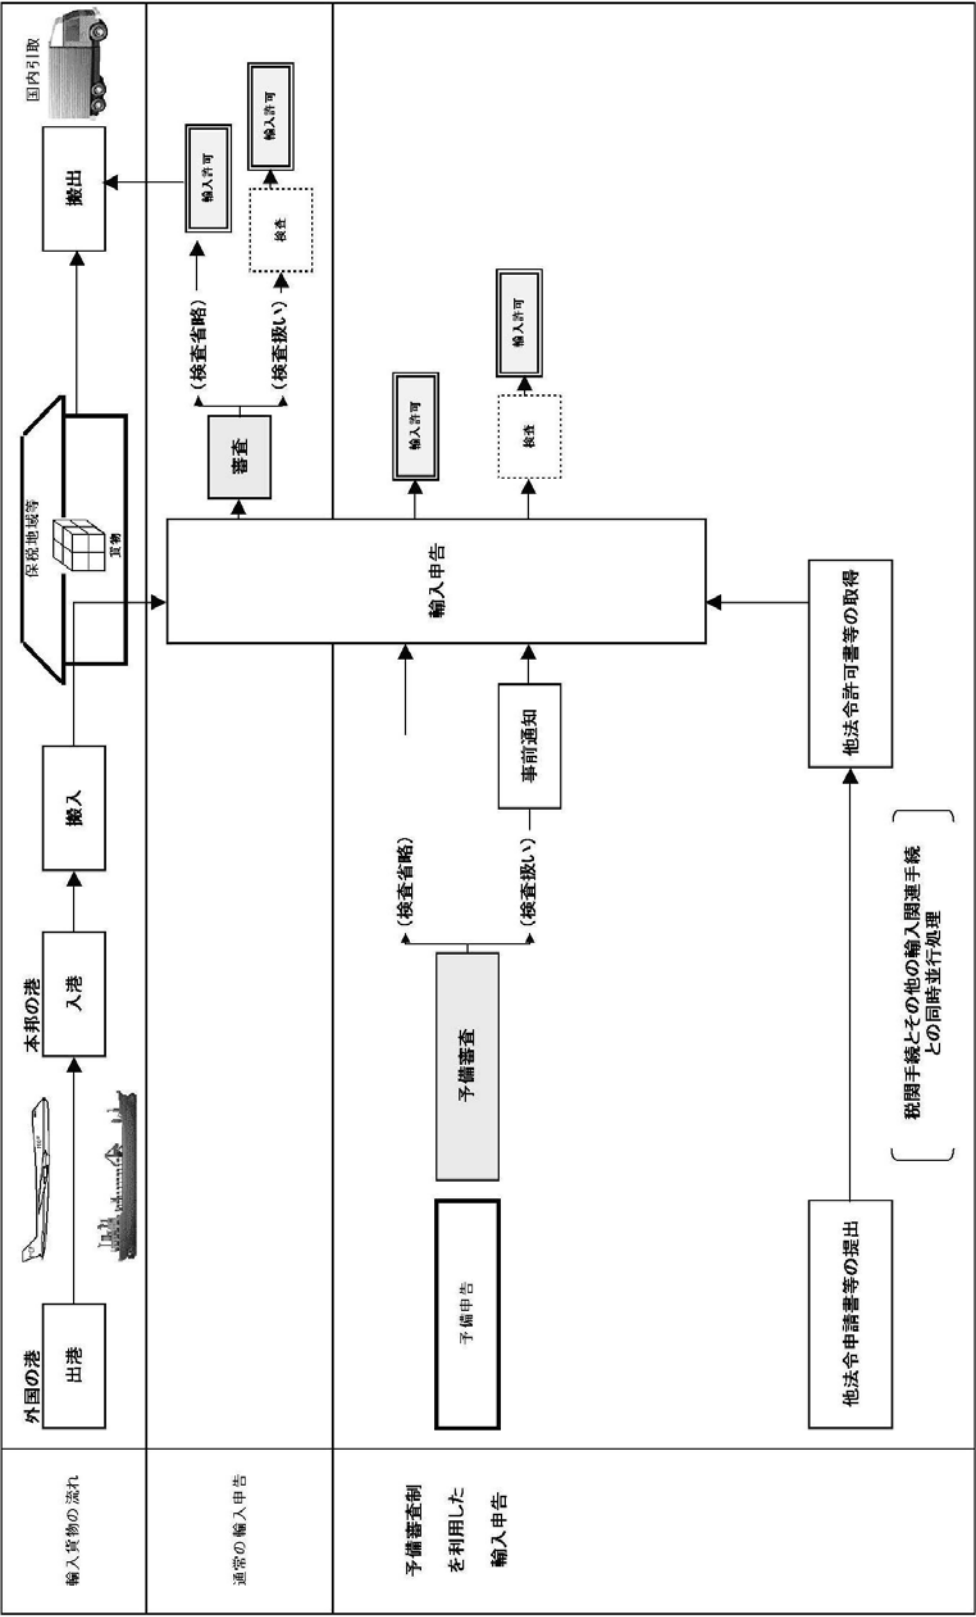 輸入貨物の流れ
外国の港
出港
本邦の港
入港
搬入
保税地域等
貨物
搬出
国内引取
通常の輸入申告
輸入申告
審査
（検査省略）
輸入許可
（検査扱い）
検査
輸入許可
予備審査制
を利用した
輸入申告
予備申告
予備審査
（検査省略）
（検査扱い）
事前通知
輸入許可
検査
輸入許可
他法令申請書等の提出
他法令許可書等の取得
税関手続とその他の輸入関連手続
との同時並行処理